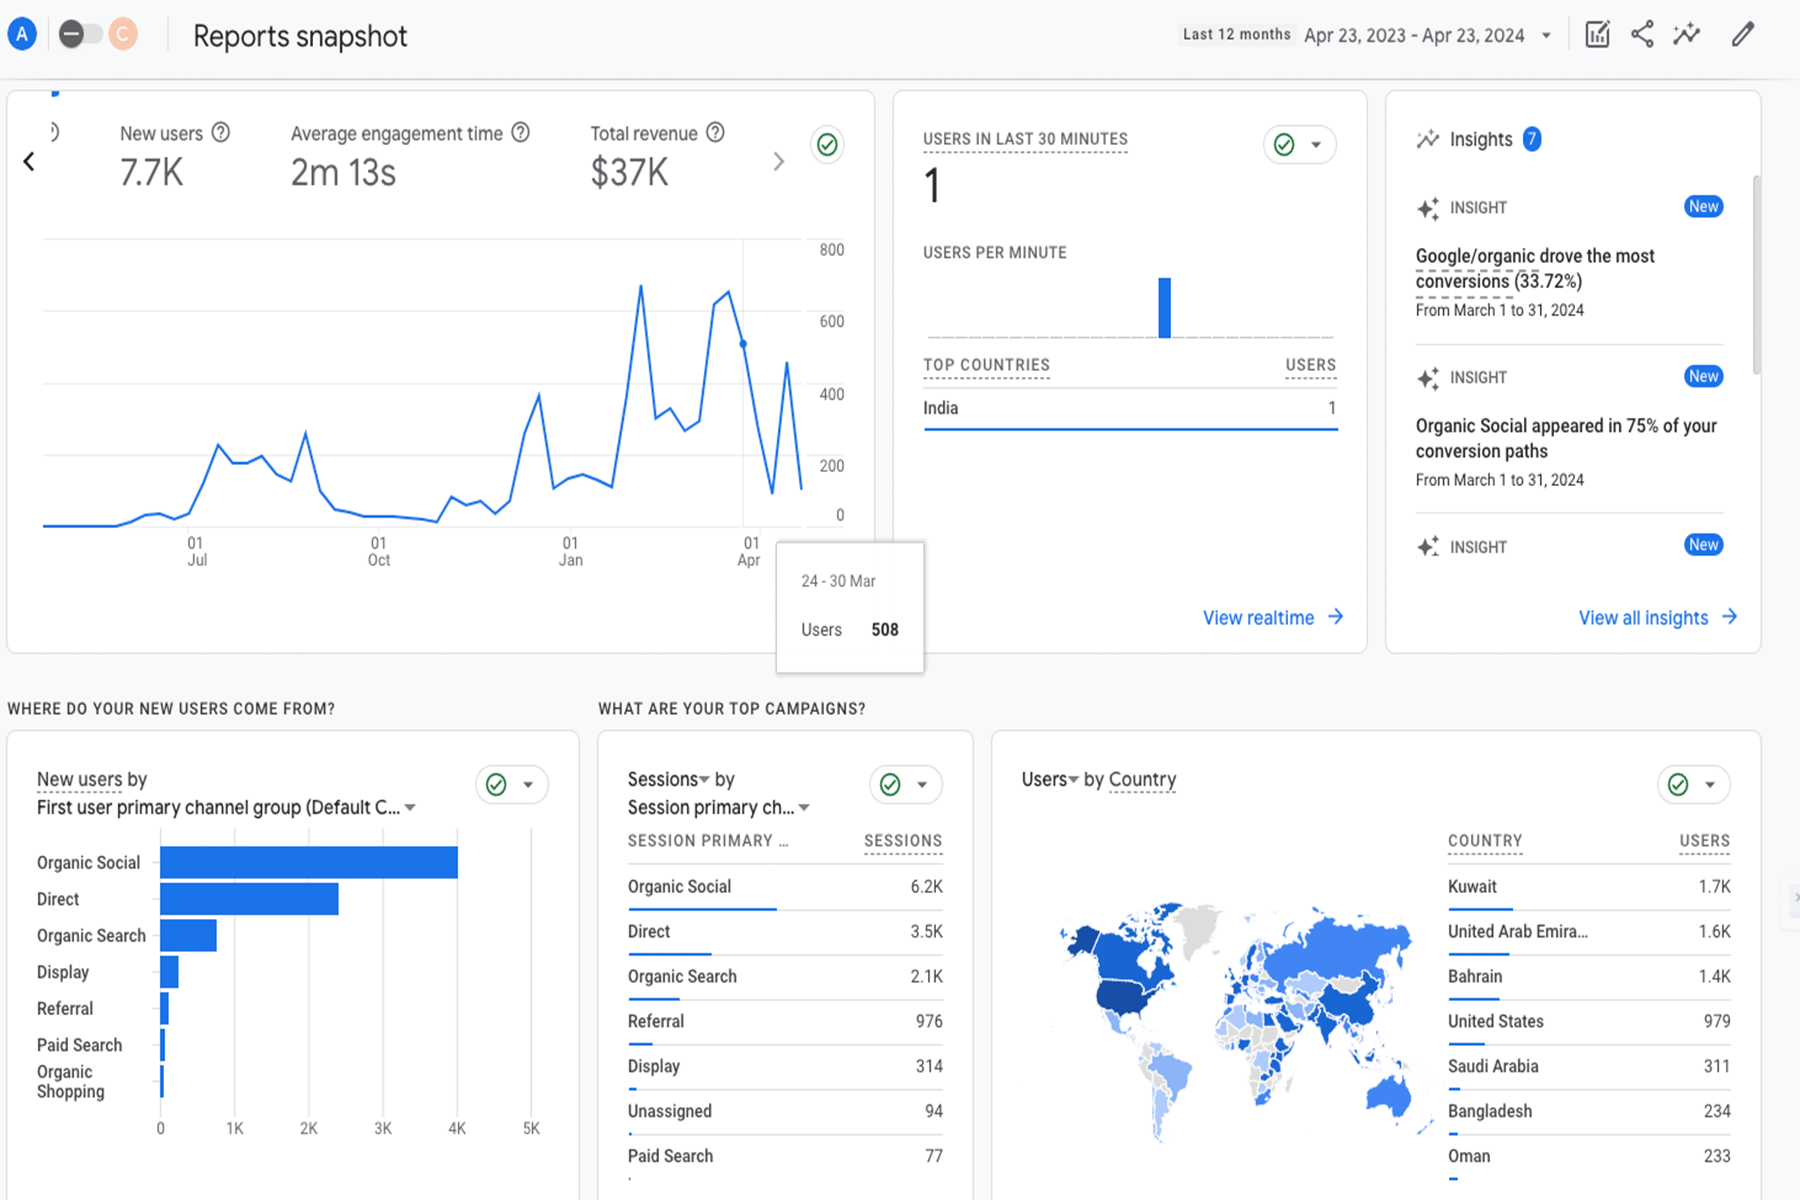 A
C
Reports snapshot
Last 12 months Apr 23, 2023 - Apr 23, 2024
New users
7.7K
Average engagement time
2m 13s
Total revenue
$37K
800
600
400
200
0
01
Jul
01
Oct
01
Jan
01
Apr
24 - 30 Mar
Users 508
USERS IN LAST 30 MINUTES
1
USERS PER MINUTE
TOP COUNTRIES USERS
India 1
View realtime
Insights 7
INSIGHT New
Google/organic drove the most
conversions (33.72%)
From March 1 to 31, 2024
INSIGHT New
Organic Social appeared in 75% of your
conversion paths
From March 1 to 31, 2024
INSIGHT New
View all insights
WHERE DO YOUR NEW USERS COME FROM?
New users by
First user primary channel group (Default C...
Organic Social
Direct
Organic Search
Display
Referral
Paid Search
Organic
Shopping
0 1K 2K 3K 4K 5K
WHAT ARE YOUR TOP CAMPAIGNS?
Sessions by
Session primary ch...
SESSION PRIMARY ... SESSIONS
Organic Social 6.2K
Direct 3.5K
Organic Search 2.1K
Referral 976
Display 314
Unassigned 94
Paid Search 77
Users by Country
COUNTRY USERS
Kuwait 1.7K
United Arab Emira... 1.6K
Bahrain 1.4K
United States 979
Saudi Arabia 311
Bangladesh 234
Oman 233